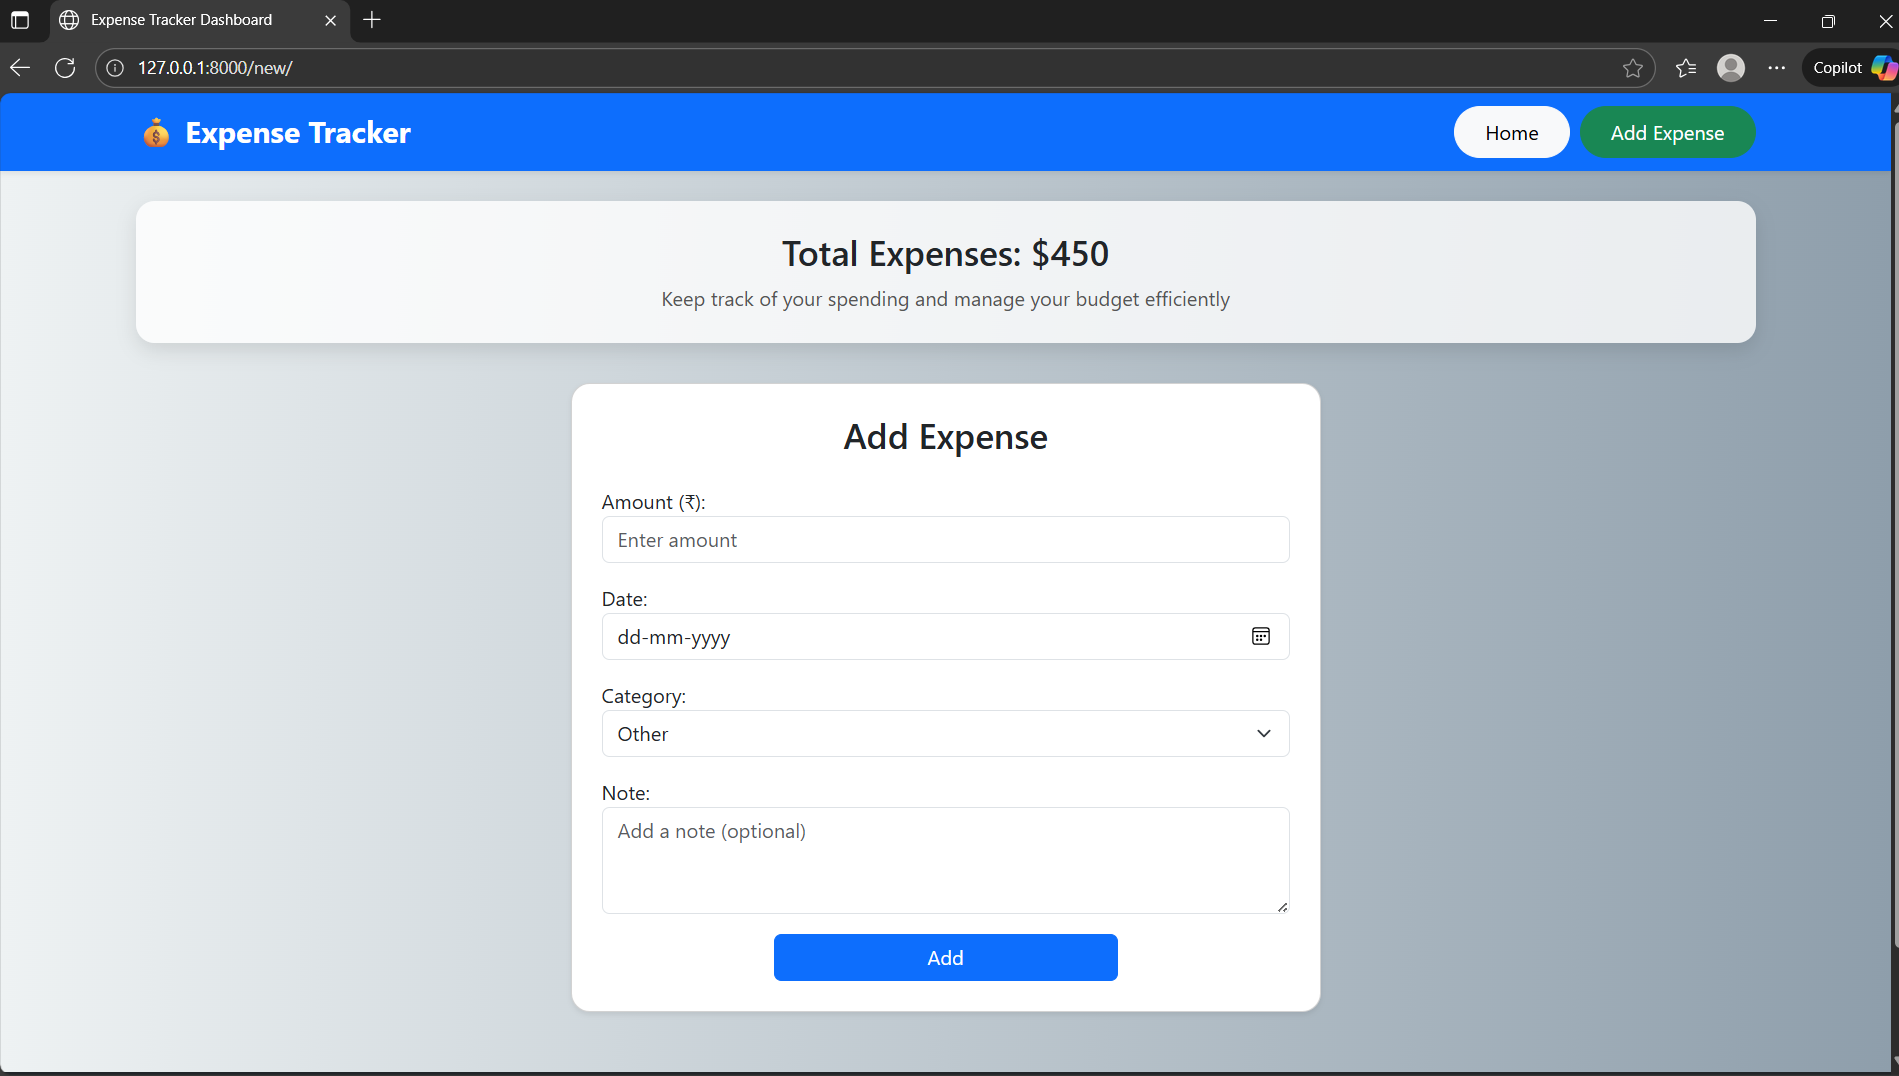 Expense Tracker Dashboard
127.0.0.1:8000/new/
Copilot
Expense Tracker
Home
Add Expense
Total Expenses: $450
Keep track of your spending and manage your budget efficiently
Add Expense
Amount (₹):
Enter amount
Date:
dd-mm-yyyy
Category:
Other
Note:
Add a note (optional)
Add